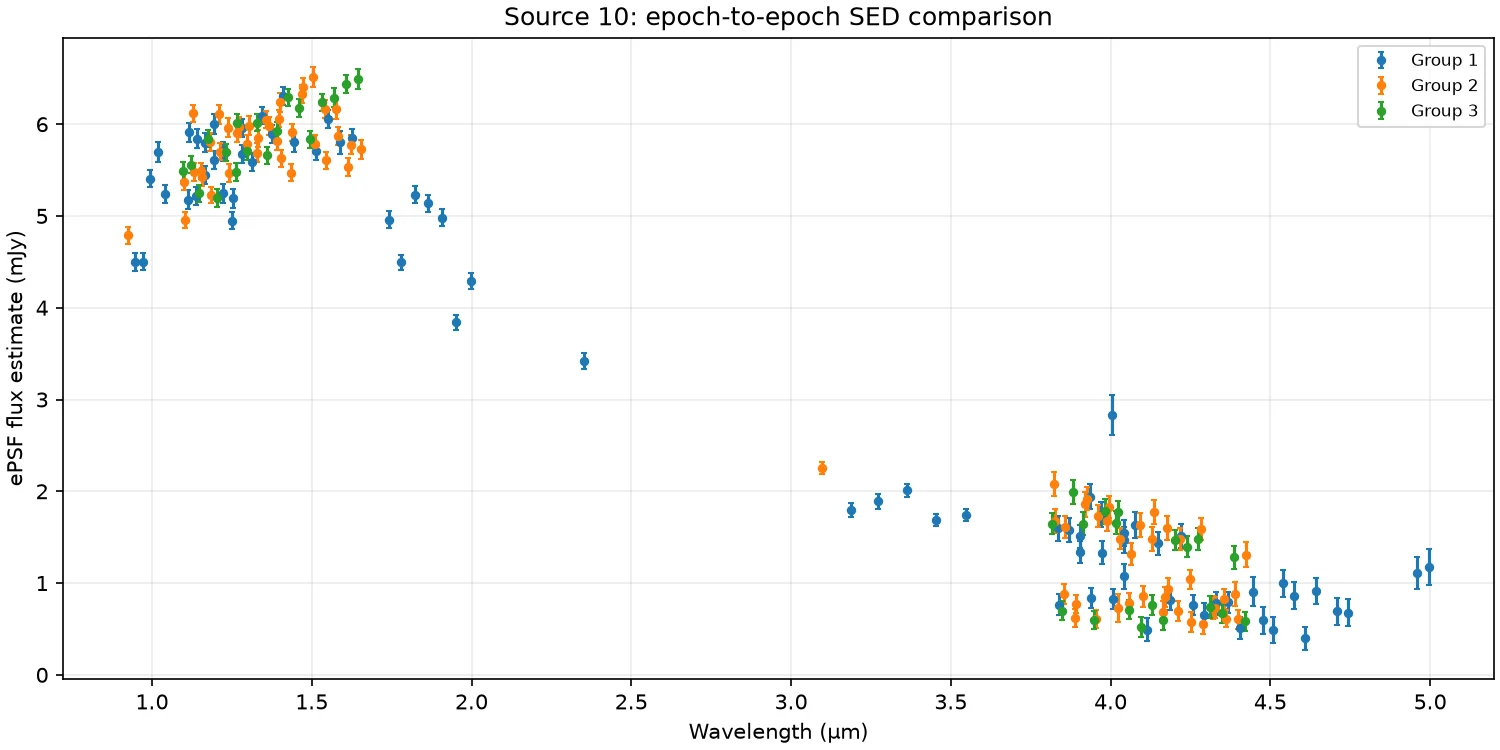 Source 10: epoch-to-epoch SED comparison
Group 1
Group 2
Group 3
ePSF flux estimate (mJy)
6
5
4
3
2
1
0
1.0 1.5 2.0 2.5 3.0 3.5 4.0 4.5 5.0
Wavelength (μm)